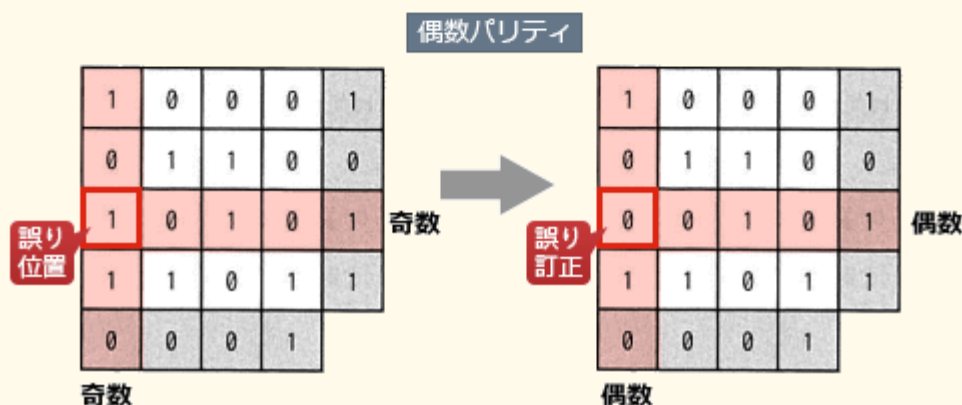 偶数パリティ
1 0 0 0 1
0 1 1 0 0
1 0 1 0 1 奇数
誤り
位置
1 1 0 1 1
0 0 0 1
奇数
1 0 0 0 1
0 1 1 0 0
0 0 1 0 1 偶数
誤り
訂正
1 1 0 1 1
0 0 0 1
偶数